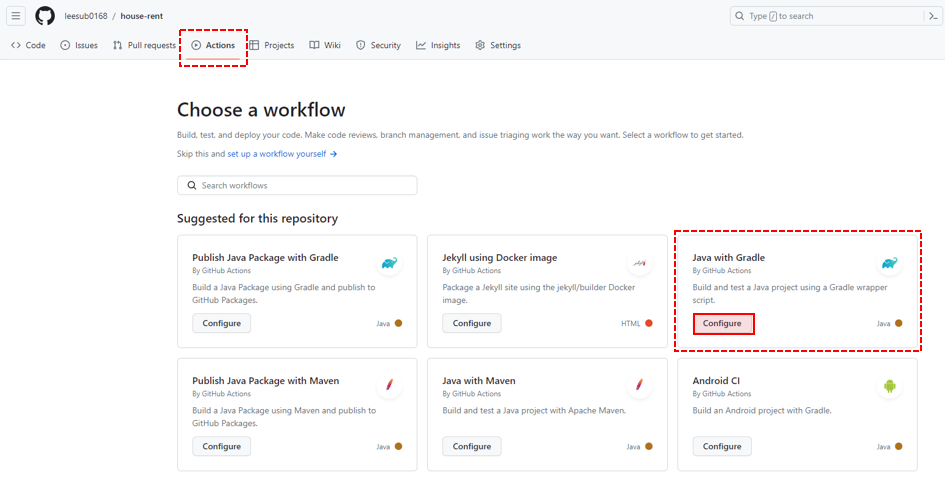 leesub0168 / house-rent
Type / to search
Code Issues Pull requests Actions Projects Wiki Security Insights Settings
Choose a workflow
Build, test, and deploy your code. Make code reviews, branch management, and issue triaging work the way you want. Select a workflow to get started.
Skip this and set up a workflow yourself →
Search workflows
Suggested for this repository
Publish Java Package with Gradle
By GitHub Actions
Build a Java Package using Gradle and publish to
GitHub Packages.
Configure
Java
Jekyll using Docker image
By GitHub Actions
Package a Jekyll site using the jekyll/builder Docker
image.
Configure
HTML
Java with Gradle
By GitHub Actions
Build and test a Java project using a Gradle wrapper
script.
Configure
Java
Publish Java Package with Maven
By GitHub Actions
Build a Java Package using Maven and publish to
GitHub Packages.
Configure
Java
Java with Maven
By GitHub Actions
Build and test a Java project with Apache Maven.
Configure
Java
Android CI
By GitHub Actions
Build an Android project with Gradle.
Configure
Java